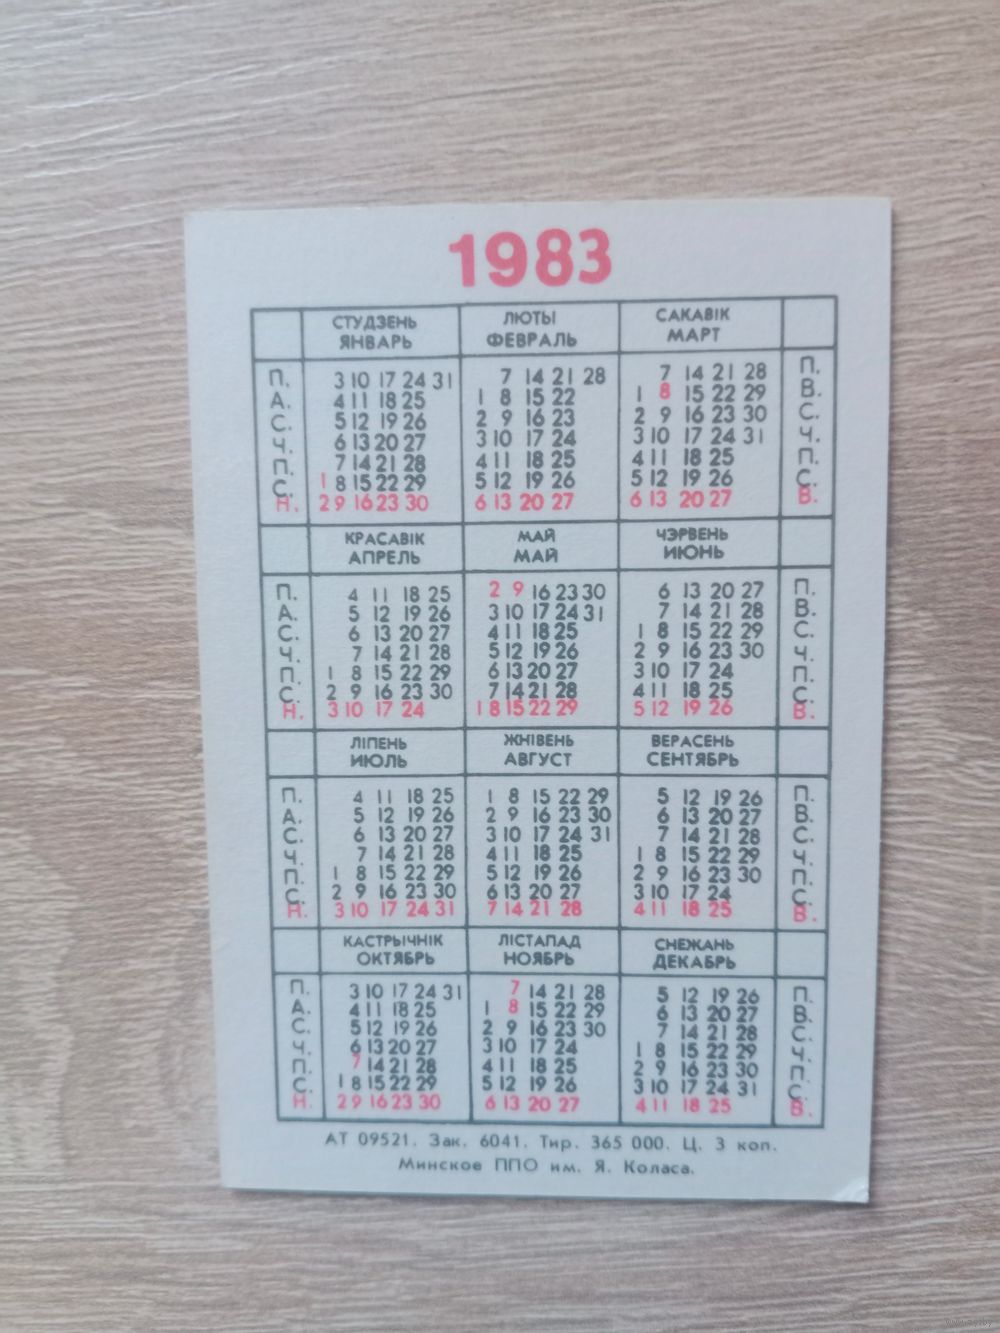 1983
СТУДЗЕНЬ ЛЮТЫ САКАВІК
ЯНВАРЬ ФЕВРАЛЬ МАРТ
П. 3 10 17 24 31 7 14 21 28 7 14 21 28 П.
А. 4 11 18 25 1 8 15 22 1 8 15 22 29 В.
С. 5 12 19 26 2 9 16 23 2 9 16 23 30 С.
Ч. 6 13 20 27 3 10 17 24 3 10 17 24 31 Ч.
П. 7 14 21 28 4 11 18 25 4 11 18 25 П.
С. 1 8 15 22 29 5 12 19 26 5 12 19 26 С.
Н. 2 9 16 23 30 6 13 20 27 6 13 20 27 В.
КРАСАВІК МАЙ ЧЭРВЕНЬ
АПРЕЛЬ МАЙ ИЮНЬ
П. 4 11 18 25 2 9 16 23 30 6 13 20 27 П.
А. 5 12 19 26 3 10 17 24 31 7 14 21 28 В.
С. 6 13 20 27 4 11 18 25 1 8 15 22 29 С.
Ч. 7 14 21 28 5 12 19 26 2 9 16 23 30 Ч.
П. 1 8 15 22 29 6 13 20 27 3 10 17 24 П.
С. 2 9 16 23 30 7 14 21 28 4 11 18 25 С.
Н. 3 10 17 24 1 8 15 22 29 5 12 19 26 В.
ЛІПЕНЬ ЖНІВЕНЬ ВЕРАСЕНЬ
ИЮЛЬ АВГУСТ СЕНТЯБРЬ
П. 4 11 18 25 1 8 15 22 29 5 12 19 26 П.
А. 5 12 19 26 2 9 16 23 30 6 13 20 27 В.
С. 6 13 20 27 3 10 17 24 31 7 14 21 28 С.
Ч. 7 14 21 28 4 11 18 25 1 8 15 22 29 Ч.
П. 1 8 15 22 29 5 12 19 26 2 9 16 23 30 П.
С. 2 9 16 23 30 6 13 20 27 3 10 17 24 С.
Н. 3 10 17 24 31 7 14 21 28 4 11 18 25 В.
КАСТРЫЧНІК ЛІСТАПАД СНЕЖАНЬ
ОКТЯБРЬ НОЯБРЬ ДЕКАБРЬ
П. 3 10 17 24 31 7 14 21 28 5 12 19 26 П.
А. 4 11 18 25 1 8 15 22 29 6 13 20 27 В.
С. 5 12 19 26 2 9 16 23 30 7 14 21 28 С.
Ч. 6 13 20 27 3 10 17 24 1 8 15 22 29 Ч.
П. 7 14 21 28 4 11 18 25 2 9 16 23 30 П.
С. 1 8 15 22 29 5 12 19 26 3 10 17 24 31 С.
Н. 2 9 16 23 30 6 13 20 27 4 11 18 25 В.
АТ 09521. Зак. 6041. Тир. 365 000. Ц. 3 коп.
Минское ППО им. Я. Коласа.